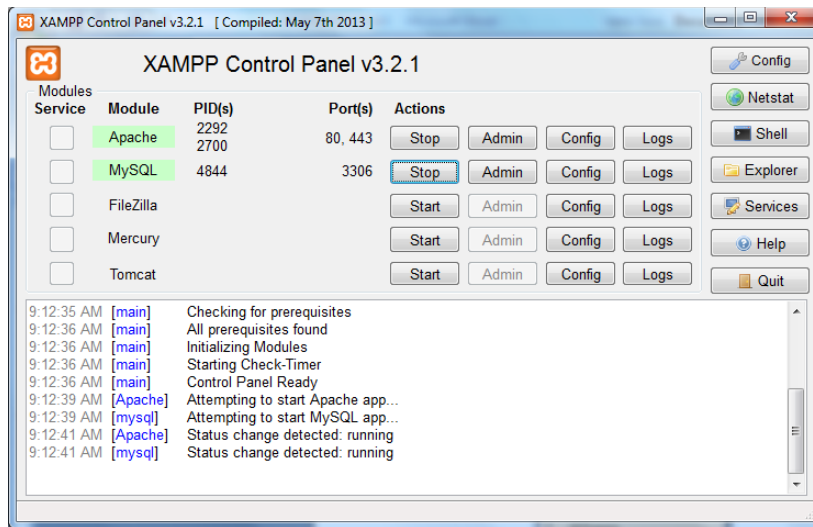 XAMPP Control Panel v3.2.1 [ Compiled: May 7th 2013 ]
XAMPP Control Panel v3.2.1
Config
Modules
Service Module PID(s) Port(s) Actions
Netstat
Apache 2292 2700 80, 443 Stop Admin Config Logs
Shell
MySQL 4844 3306 Stop Admin Config Logs
Explorer
FileZilla Start Admin Config Logs
Services
Mercury Start Admin Config Logs
Help
Tomcat Start Admin Config Logs
Quit
9:12:35 AM [main] Checking for prerequisites
9:12:36 AM [main] All prerequisites found
9:12:36 AM [main] Initializing Modules
9:12:36 AM [main] Starting Check-Timer
9:12:36 AM [main] Control Panel Ready
9:12:39 AM [Apache] Attempting to start Apache app...
9:12:39 AM [mysql] Attempting to start MySQL app...
9:12:41 AM [Apache] Status change detected: running
9:12:41 AM [mysql] Status change detected: running